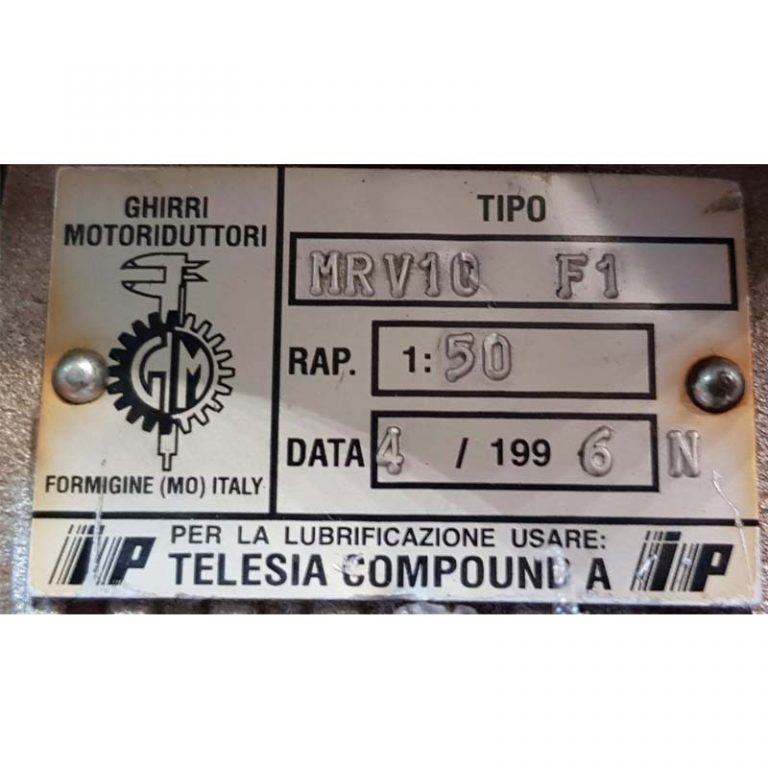 GHIRRI
MOTORIDUTTORI
GM
FORMIGINE (MO) ITALY
TIPO
MRV10 F1
RAP. 1: 50
DATA 4 / 199 6 N
iP PER LA LUBRIFICAZIONE USARE: iP
TELESIA COMPOUND A